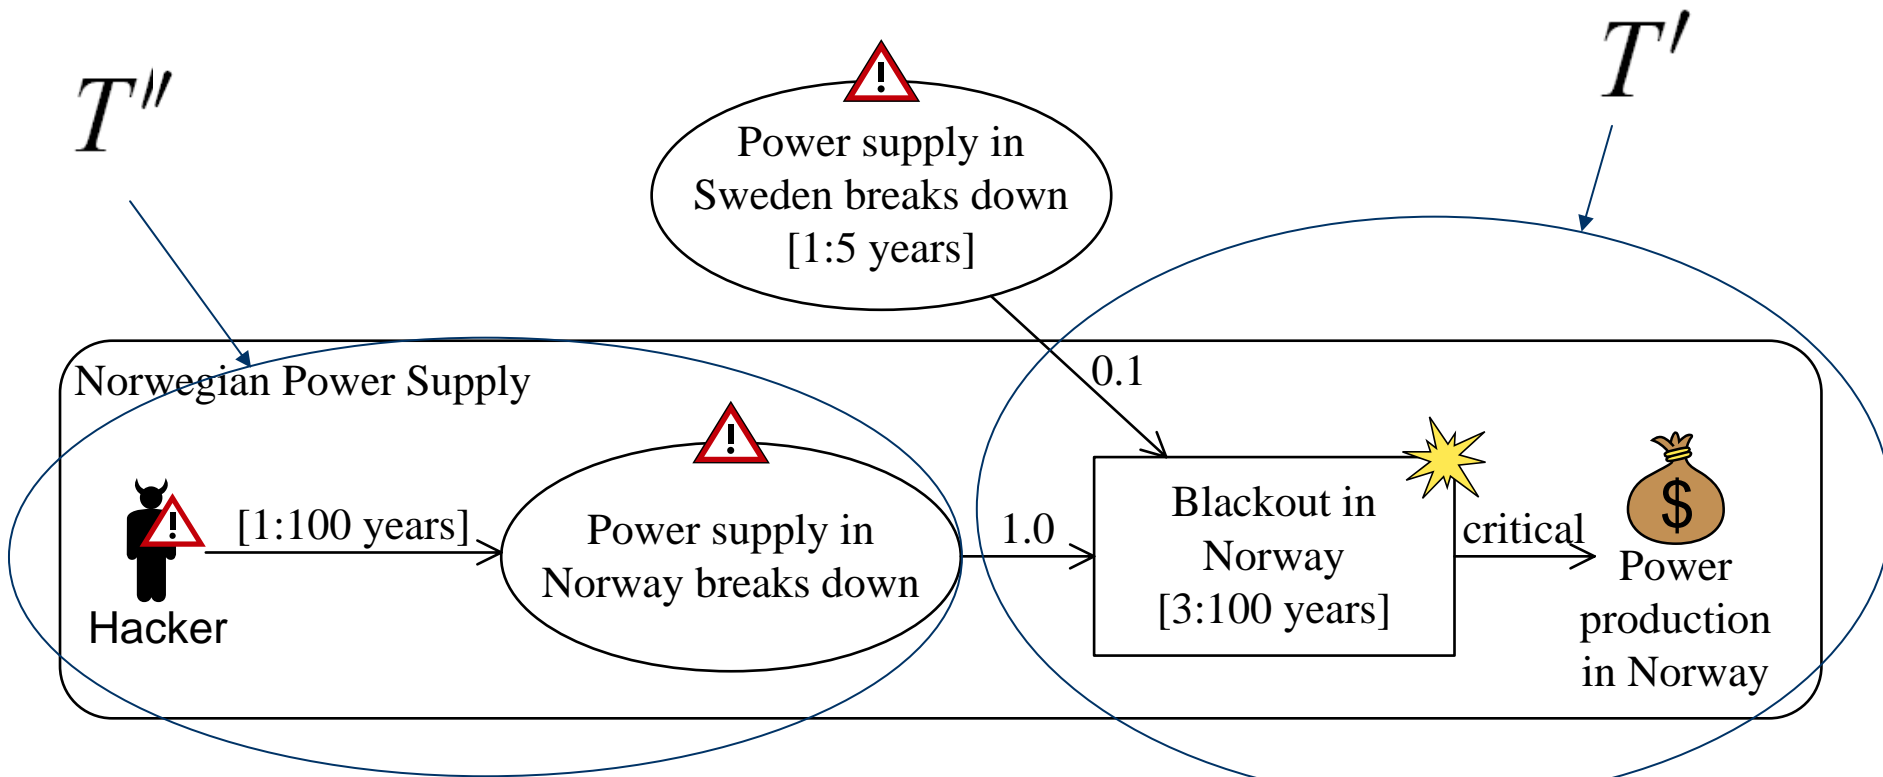 T″
T′
Power supply in
Sweden breaks down
[1:5 years]
Norwegian Power Supply
0.1
Hacker
[1:100 years]
Power supply in
Norway breaks down
1.0
Blackout in
Norway
[3:100 years]
critical
$
Power
production
in Norway